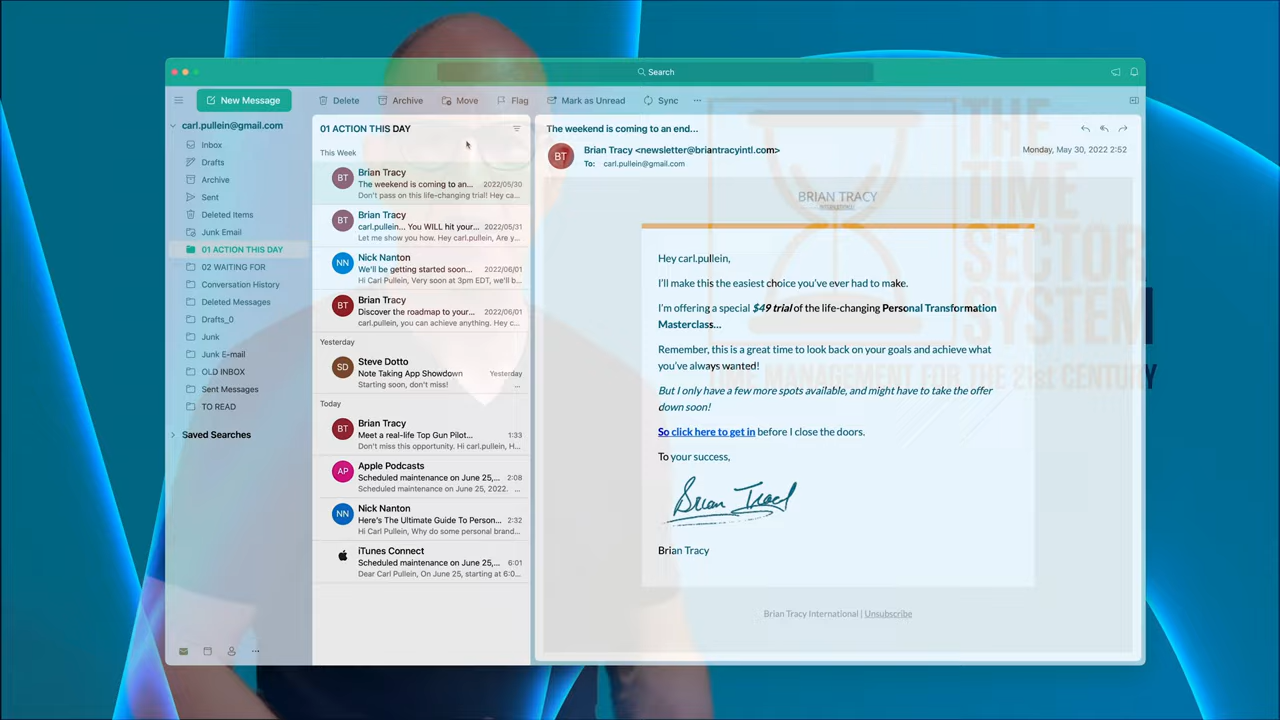 Search
New Message
Delete
Archive
Move
Flag
Mark as Unread
Sync
carl.pullein@gmail.com
Inbox
Drafts
Archive
Sent
Deleted Items
Junk Email
01 ACTION THIS DAY
02 WAITING FOR
Conversation History
Deleted Messages
Drafts_0
Junk
Junk E-mail
OLD INBOX
Sent Messages
TO READ
Saved Searches
01 ACTION THIS DAY
This Week
BT
Brian Tracy
The weekend is coming to an... 2022/05/30
Don't pass on this life-changing trial! Hey ca...
BT
Brian Tracy
carl.pullein... You WILL hit your... 2022/05/31
Let me show you how. Hey carl.pullein, Are y...
NN
Nick Nanton
We'll be getting started soon... 2022/06/01
Hi Carl Pullein, Very soon at 3pm EDT, we'll b...
BT
Brian Tracy
Discover the roadmap to your... 2022/06/01
carl.pullein, you can achieve anything. Hey c...
Yesterday
SD
Steve Dotto
Note Taking App Showdown Yesterday
Starting soon, don't miss! ...
Today
BT
Brian Tracy
Meet a real-life Top Gun Pilot... 1:33
Don't miss this opportunity. Hi carl.pullein, H...
AP
Apple Podcasts
Scheduled maintenance on June 25,... 2:08
Scheduled maintenance on June 25, 2022. ...
NN
Nick Nanton
Here's The Ultimate Guide To Person... 2:32
Hi Carl Pullein, Why do some personal brand...
iTunes Connect
Scheduled maintenance on June 25,... 6:01
Dear Carl Pullein, On June 25, starting at 6:0...
The weekend is coming to an end...
BT
Brian Tracy <newsletter@briantracyintl.com>
To: carl.pullein@gmail.com
Monday, May 30, 2022 2:52
BRIAN TRACY
INTERNATIONAL
Hey carl.pullein,
I'll make this the easiest choice you've ever had to make.
I'm offering a special $49 trial of the life-changing Personal Transformation
Masterclass...
Remember, this is a great time to look back on your goals and achieve what
you've always wanted!
But I only have a few more spots available, and might have to take the offer
down soon!
So click here to get in before I close the doors.
To your success,
Brian Tracy
Brian Tracy
Brian Tracy International | Unsubscribe
THE
TIME
SECTOR
SYSTEM
MANAGEMENT FOR THE 21st CENTURY